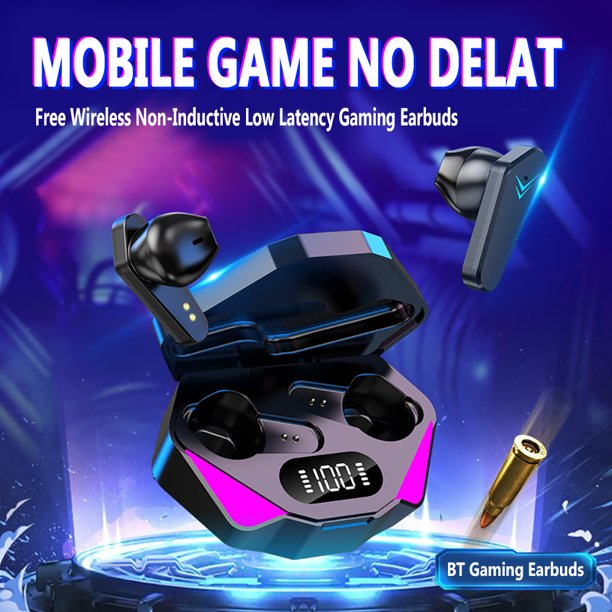 MOBILE GAME NO DELAT
Free Wireless Non-Inductive Low Latency Gaming Earbuds
100
BT Gaming Earbuds